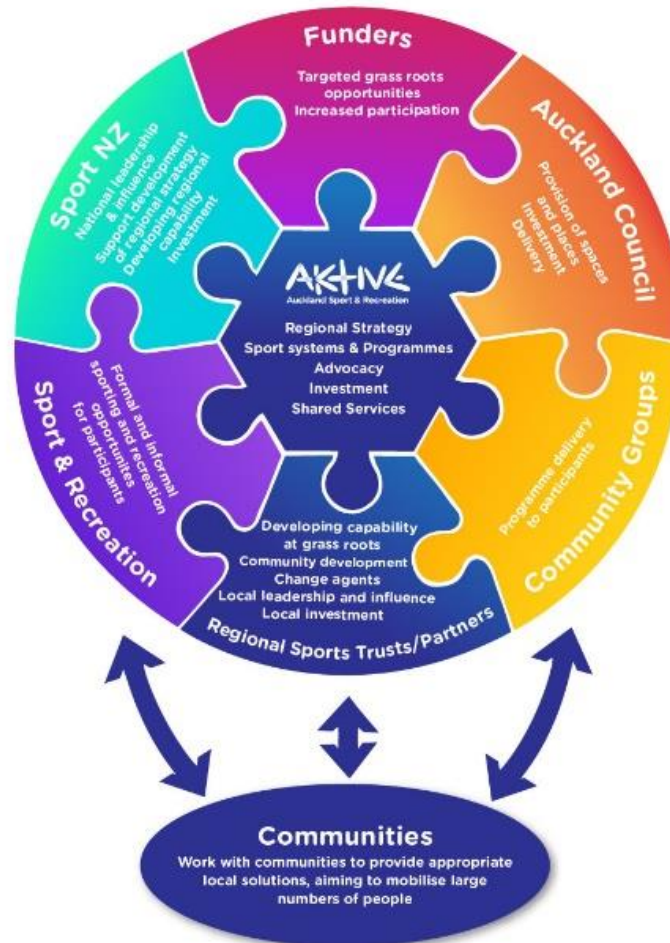 Funders
Targeted grass roots
opportunities
Increased participation
Auckland Council
Provision of spaces
and places
Investment
Delivery
Community Groups
Programme delivery
to participants
Regional Sports Trusts/Partners
Developing capability
at grass roots
Community development
Change agents
Local leadership and influence
Local investment
Sport & Recreation
Formal and informal
sporting and recreation
opportunites
for participants
Sport NZ
National leadership
& influence
Support development
of regional strategy
Developing regional
capability
Investment
AKTIVE
Auckland Sport & Recreation
Regional Strategy
Sport systems & Programmes
Advocacy
Investment
Shared Services
Communities
Work with communities to provide appropriate
local solutions, aiming to mobilise large
numbers of people